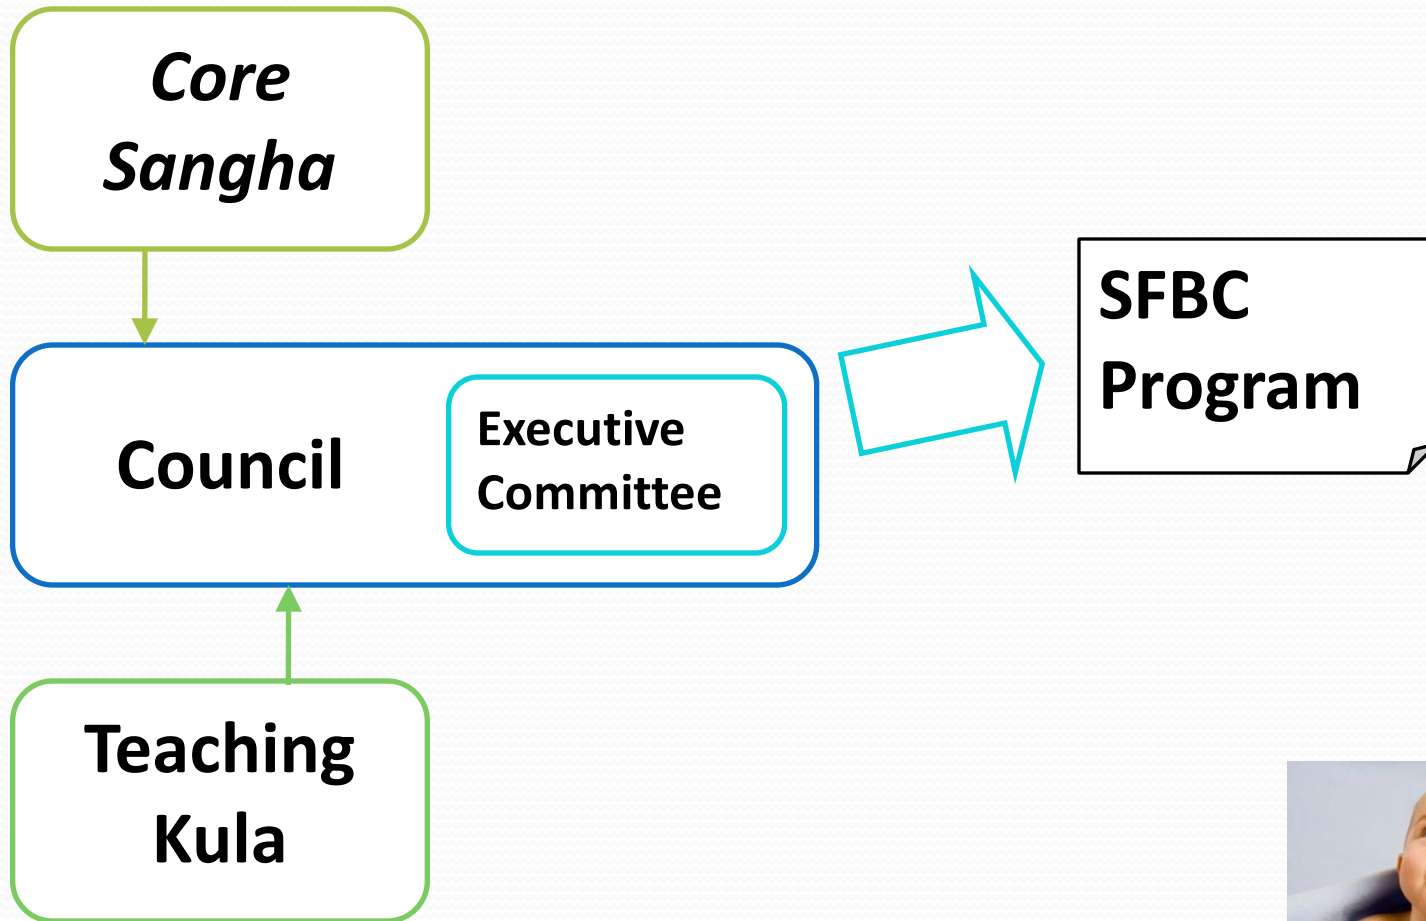 Core
Sangha
Council
Executive
Committee
SFBC
Program
Teaching
Kula